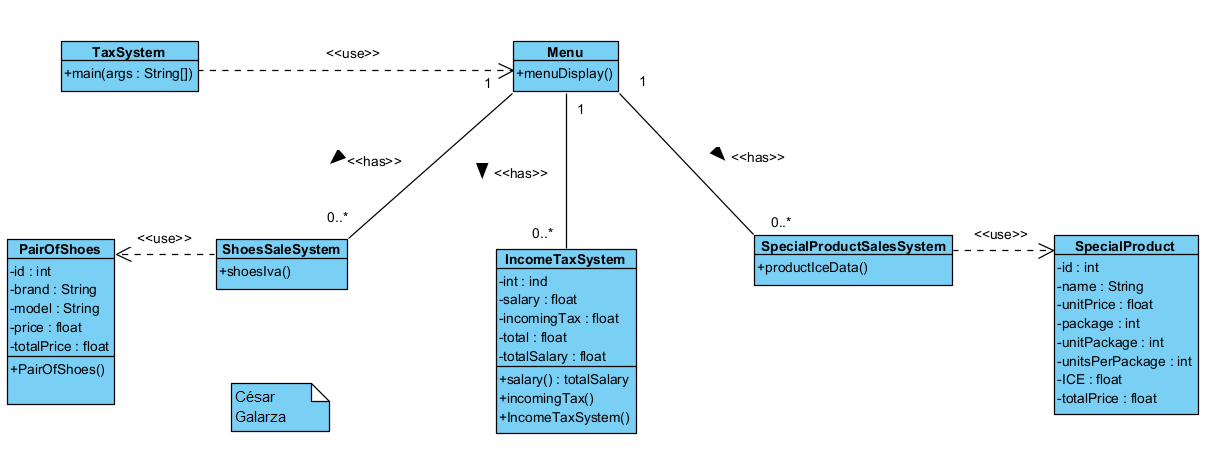 TaxSystem
+main(args : String[])
<<use>>
Menu
+menuDisplay()
1
1
1
<<has>>
<<has>>
<<has>>
0..*
0..*
0..*
PairOfShoes
-id : int
-brand : String
-model : String
-price : float
-totalPrice : float
+PairOfShoes()
<<use>>
ShoesSaleSystem
+shoesIva()
IncomeTaxSystem
-int : ind
-salary : float
-incomingTax : float
-total : float
-totalSalary : float
+salary() : totalSalary
+incomingTax()
+IncomeTaxSystem()
SpecialProductSalesSystem
+productIceData()
<<use>>
SpecialProduct
-id : int
-name : String
-unitPrice : float
-package : int
-unitPackage : int
-unitsPerPackage : int
-ICE : float
-totalPrice : float
César
Galarza